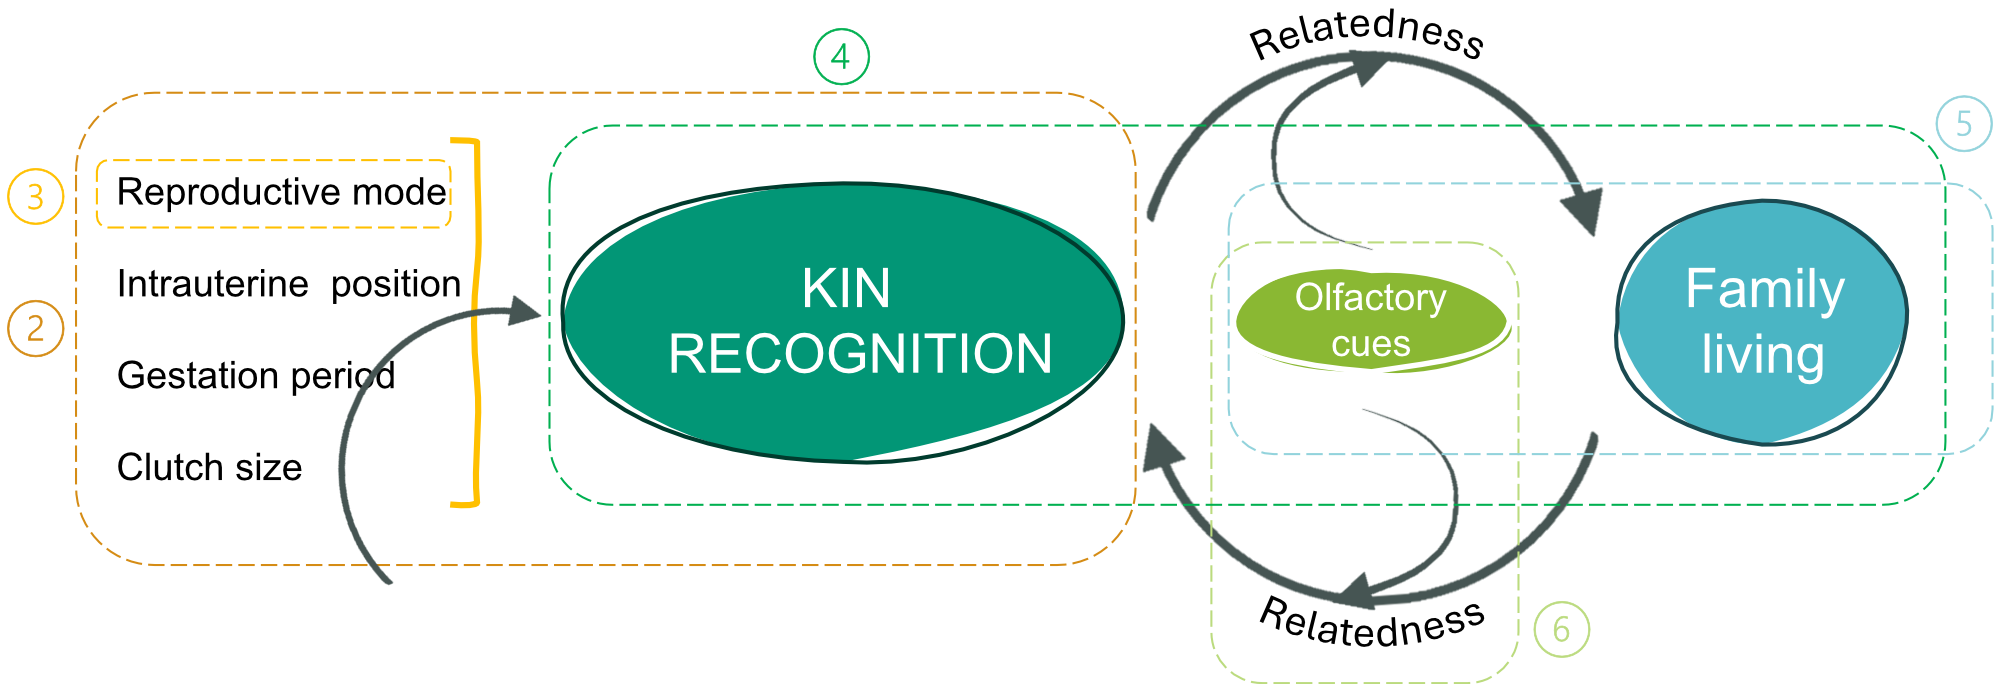 Relatedness
4
5
3
Reproductive mode
Intrauterine position
2
Gestation period
Clutch size
KIN
RECOGNITION
Olfactory
cues
Family
living
Relatedness
6